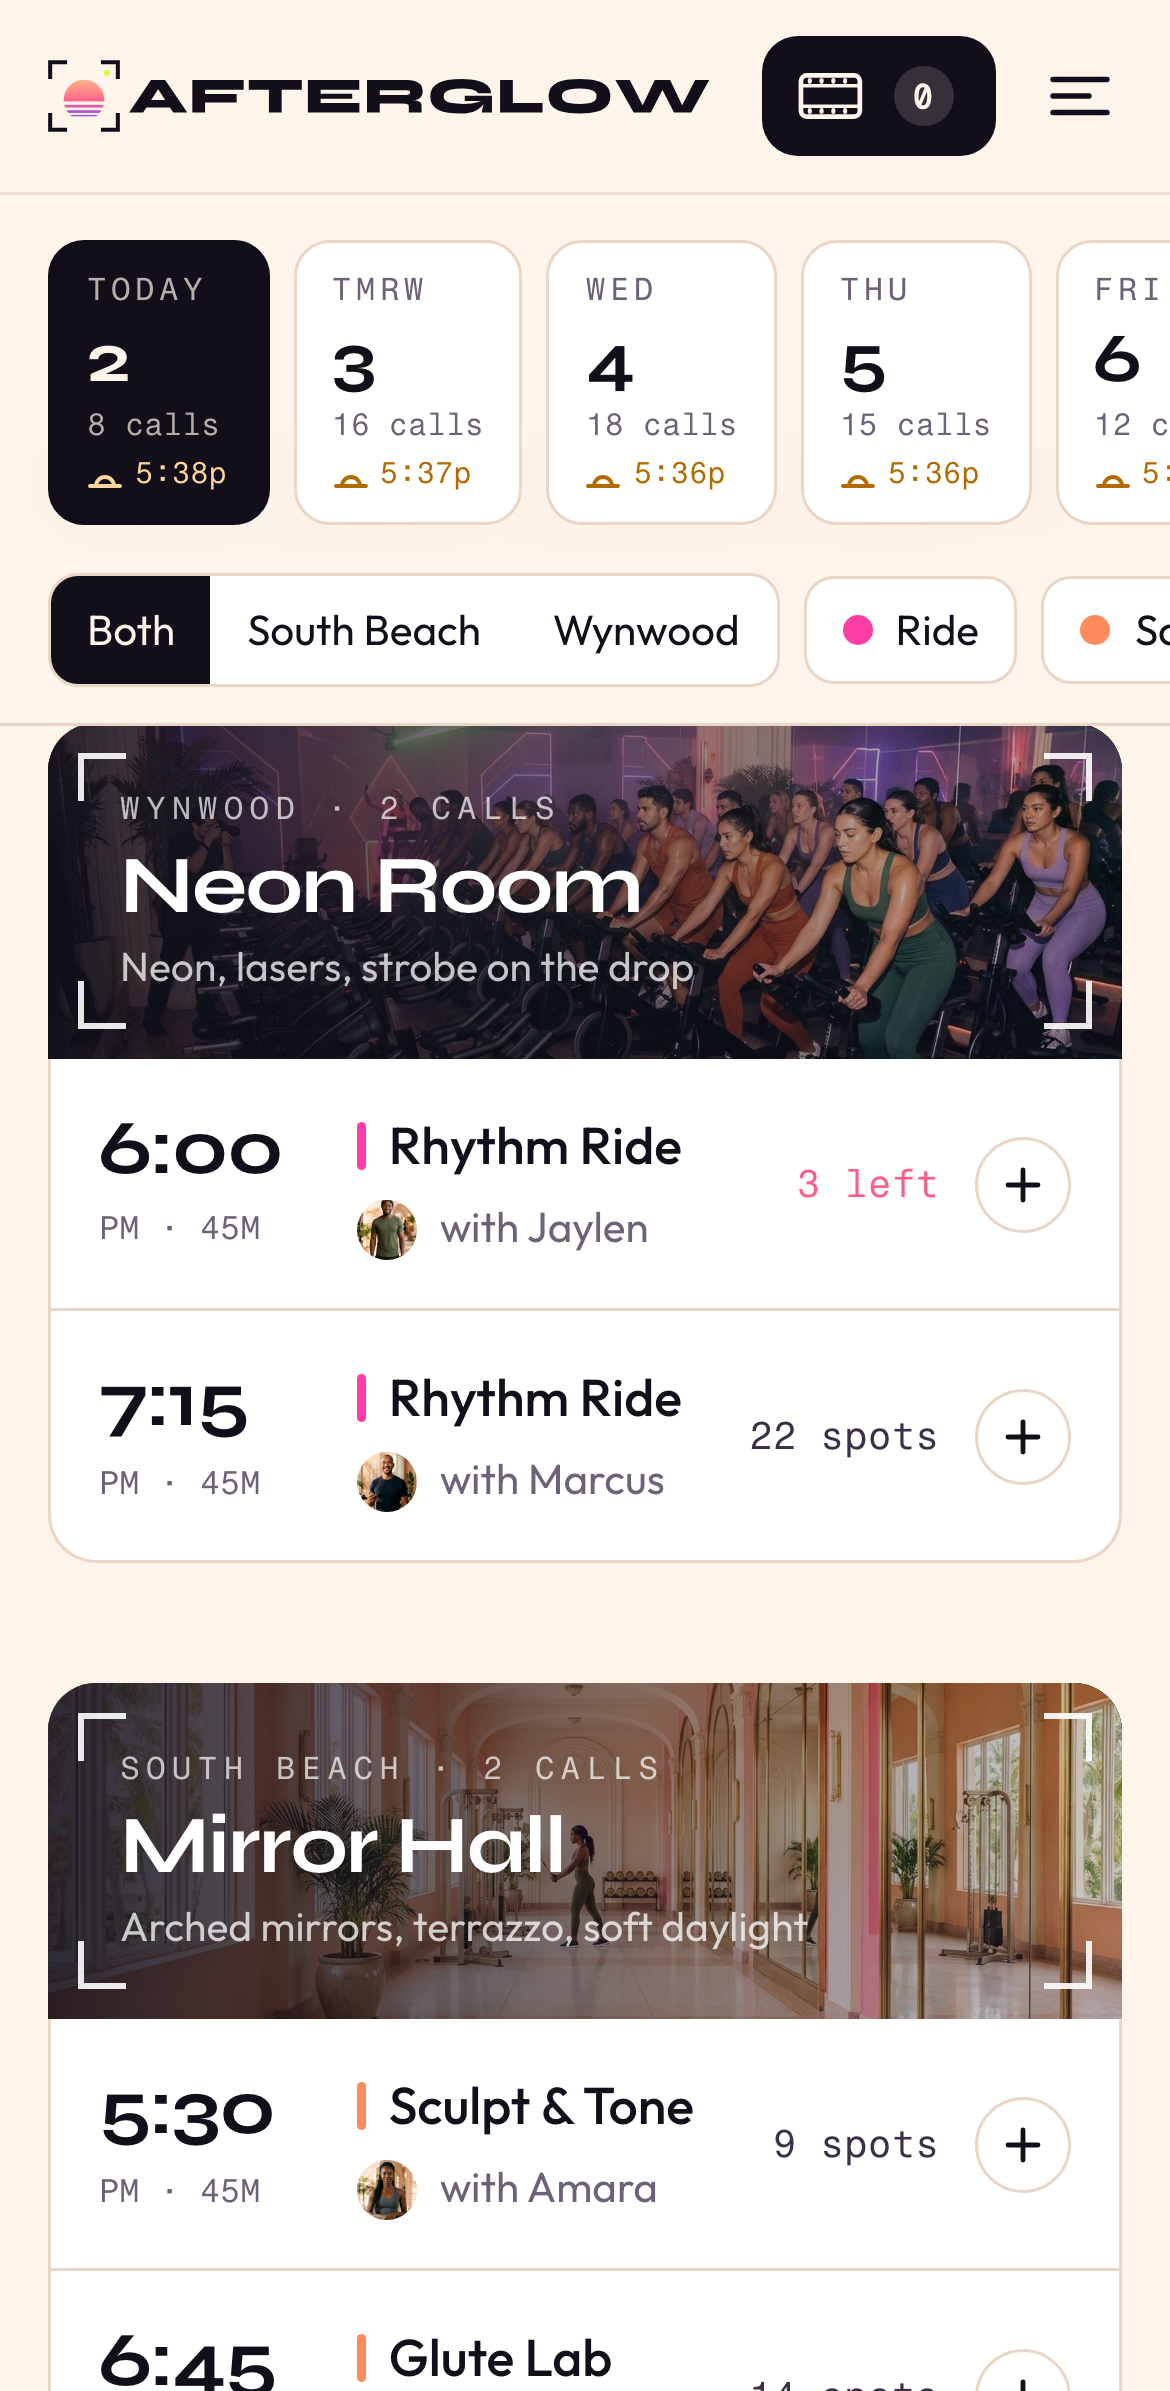 AFTERGLOW
0
TODAY
2
8 calls
5:38p
TMRW
3
16 calls
5:37p
WED
4
18 calls
5:36p
THU
5
15 calls
5:36p
FRI
6
12
Both
South Beach
Wynwood
Ride
WYNWOOD · 2 CALLS
Neon Room
Neon, lasers, strobe on the drop
6:00
PM · 45M
Rhythm Ride
with Jaylen
3 left
7:15
PM · 45M
Rhythm Ride
with Marcus
22 spots
SOUTH BEACH · 2 CALLS
Mirror Hall
Arched mirrors, terrazzo, soft daylight
5:30
PM · 45M
Sculpt & Tone
with Amara
9 spots
6:45
Glute Lab